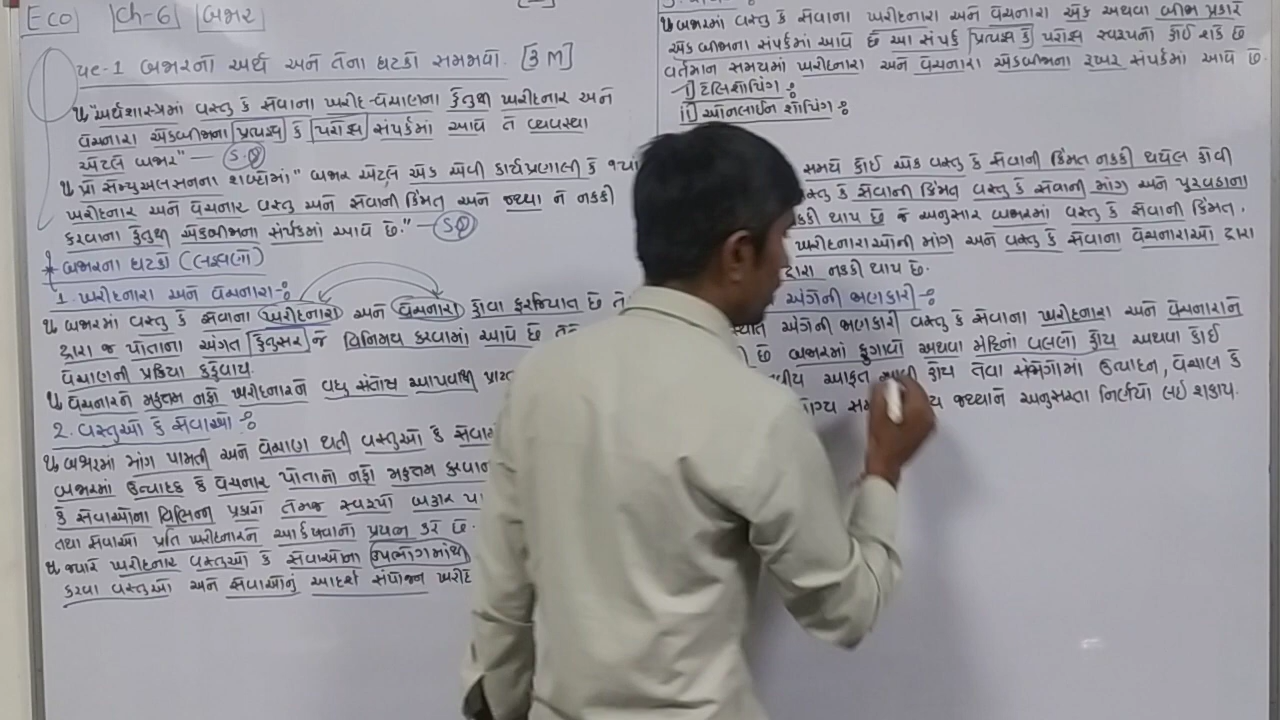 ECO Ch-6 બજાર
પ્રશ્ન-1 બજારનો અર્થ અને તેના ઘટકો સમજાવો. [3 M]
"અર્થશાસ્ત્રમાં વસ્તુ કે સેવાના ખરીદ-વેચાણના હેતુથી ખરીદનાર અને
વેચનારા એકબીજાના પ્રત્યક્ષ કે પરોક્ષ સંપર્કમાં આવે તે વ્યવસ્થા
એટલે બજાર" — S.Q
પ્રો સેમ્યુઅલસનના શબ્દોમાં "બજાર એટલે એક એવી કાર્યપ્રણાલી કે જ્યાં
ખરીદનાર અને વેચનાર વસ્તુ અને સેવાની કિંમત અને જથ્થા ને નક્કી
કરવાના હેતુથી એકબીજાના સંપર્કમાં આવે છે." — S.Q
* બજારના ઘટકો (લક્ષણો)
1. ખરીદનારા અને વેચનારા :-
બજારમાં વસ્તુ કે સેવાના ખરીદનારા અને વેચનારા હોવા ફરજિયાત છે તે
દ્વારા જ પોતાના અંગત હેતુસર જ વિનિમય કરવામાં આવે છે તેને
વેચાણની પ્રક્રિયા કહેવાય.
વેચનારને મહત્તમ નફો ખરીદનારને વધુ સંતોષ આપવાથી પ્રાપ્ત
2. વસ્તુઓ કે સેવાઓ :
બજારમાં માંગ પામતી અને વેચાણ થતી વસ્તુઓ કે સેવા
બજારમાં ઉત્પાદક કે વેચનાર પોતાનો નફો મહત્તમ કરવાન
કે સેવાઓના વિભિન્ન પ્રકારો તેમજ સ્વરૂપો બહાર પા
તથા સેવાઓ પ્રતિ ખરીદનારને આકર્ષવાનો પ્રયત્ન કરે છે.
જ્યારે ખરીદનાર વસ્તુઓ કે સેવાઓના ઉપભોગમાંથી
કરવા વસ્તુઓ અને સેવાઓનું આદર્શ સંયોજન ખરીદે
બજારમાં વસ્તુ કે સેવાના ખરીદનારા અને વેચનારા એક અથવા બીજા પ્રકારે
એકબીજાના સંપર્કમાં આવે છે આ સંપર્ક પ્રત્યક્ષ કે પરોક્ષ સ્વરૂપનો હોઈ શકે છે
વર્તમાન સમયમાં ખરીદનારા અને વેચનારા એકબીજાના સંપર્કમાં આવે છે.
i) ટેલિશોપિંગ :
ii) ઓનલાઈન શોપિંગ :
સમયે કોઈ એક વસ્તુ કે સેવાની કિંમત નક્કી થયેલ હોવી
વસ્તુ કે સેવાની કિંમત વસ્તુ કે સેવાની માંગ અને પુરવઠાના
નક્કી થાય છે જે અનુસાર બજારમાં વસ્તુ કે સેવાની કિંમત.
ખરીદનારાઓની માંગ અને વસ્તુ કે સેવાના વેચનારાઓ દ્વારા
દ્વારા નક્કી થાય છે.
અંગેની જાણકારી :-
અંગેની જાણકારી વસ્તુ કે સેવાના ખરીદનારા અને વેચનારાને
છે બજારમાં ફુગાવો અથવા મંદીનાં વલણો હોય અથવા કોઈ
આફત આવી હોય તેવા સંજોગોમાં ઉત્પાદન, વેચાણ કે
જથ્થાને અનુસરતા નિર્ણયો લઈ શકાય.